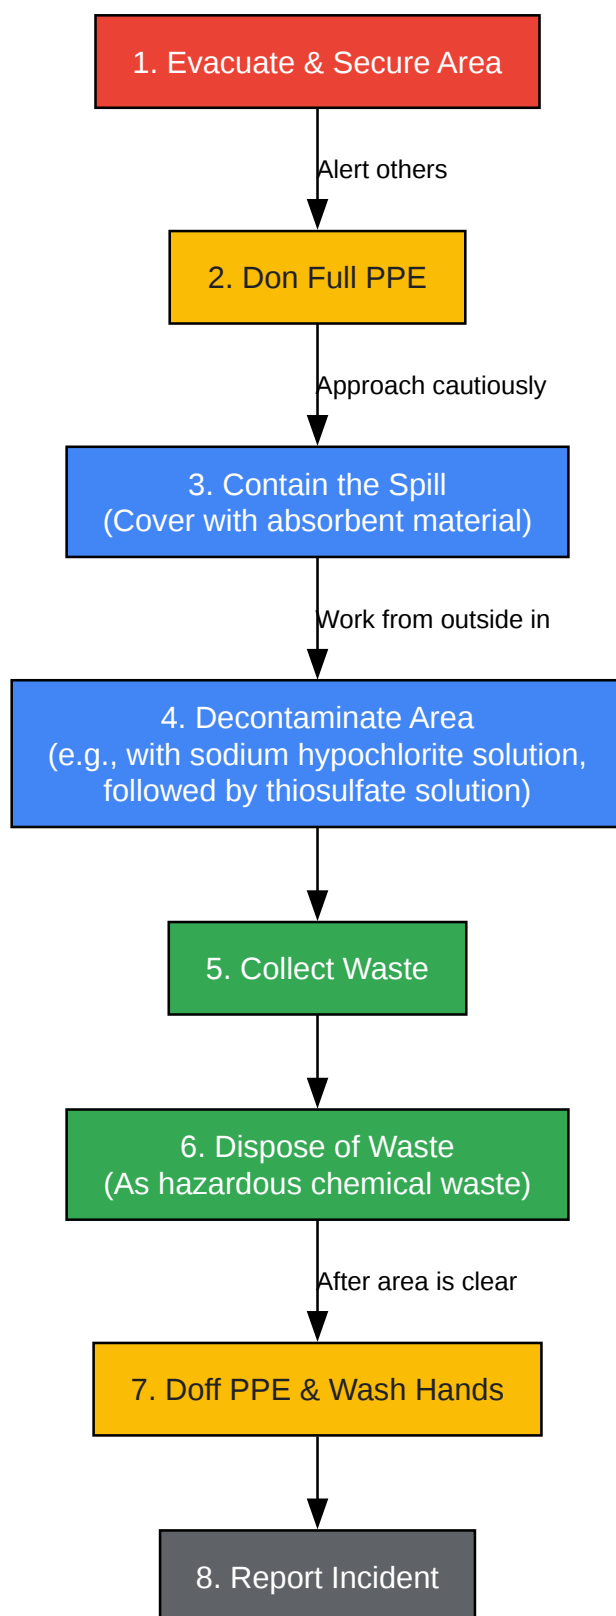 1. Evacuate & Secure Area
Alert others
2. Don Full PPE
Approach cautiously
3. Contain the Spill
(Cover with absorbent material)
Work from outside in
4. Decontaminate Area
(e.g., with sodium hypochlorite solution,
followed by thiosulfate solution)
5. Collect Waste
6. Dispose of Waste
(As hazardous chemical waste)
After area is clear
7. Doff PPE & Wash Hands
8. Report Incident